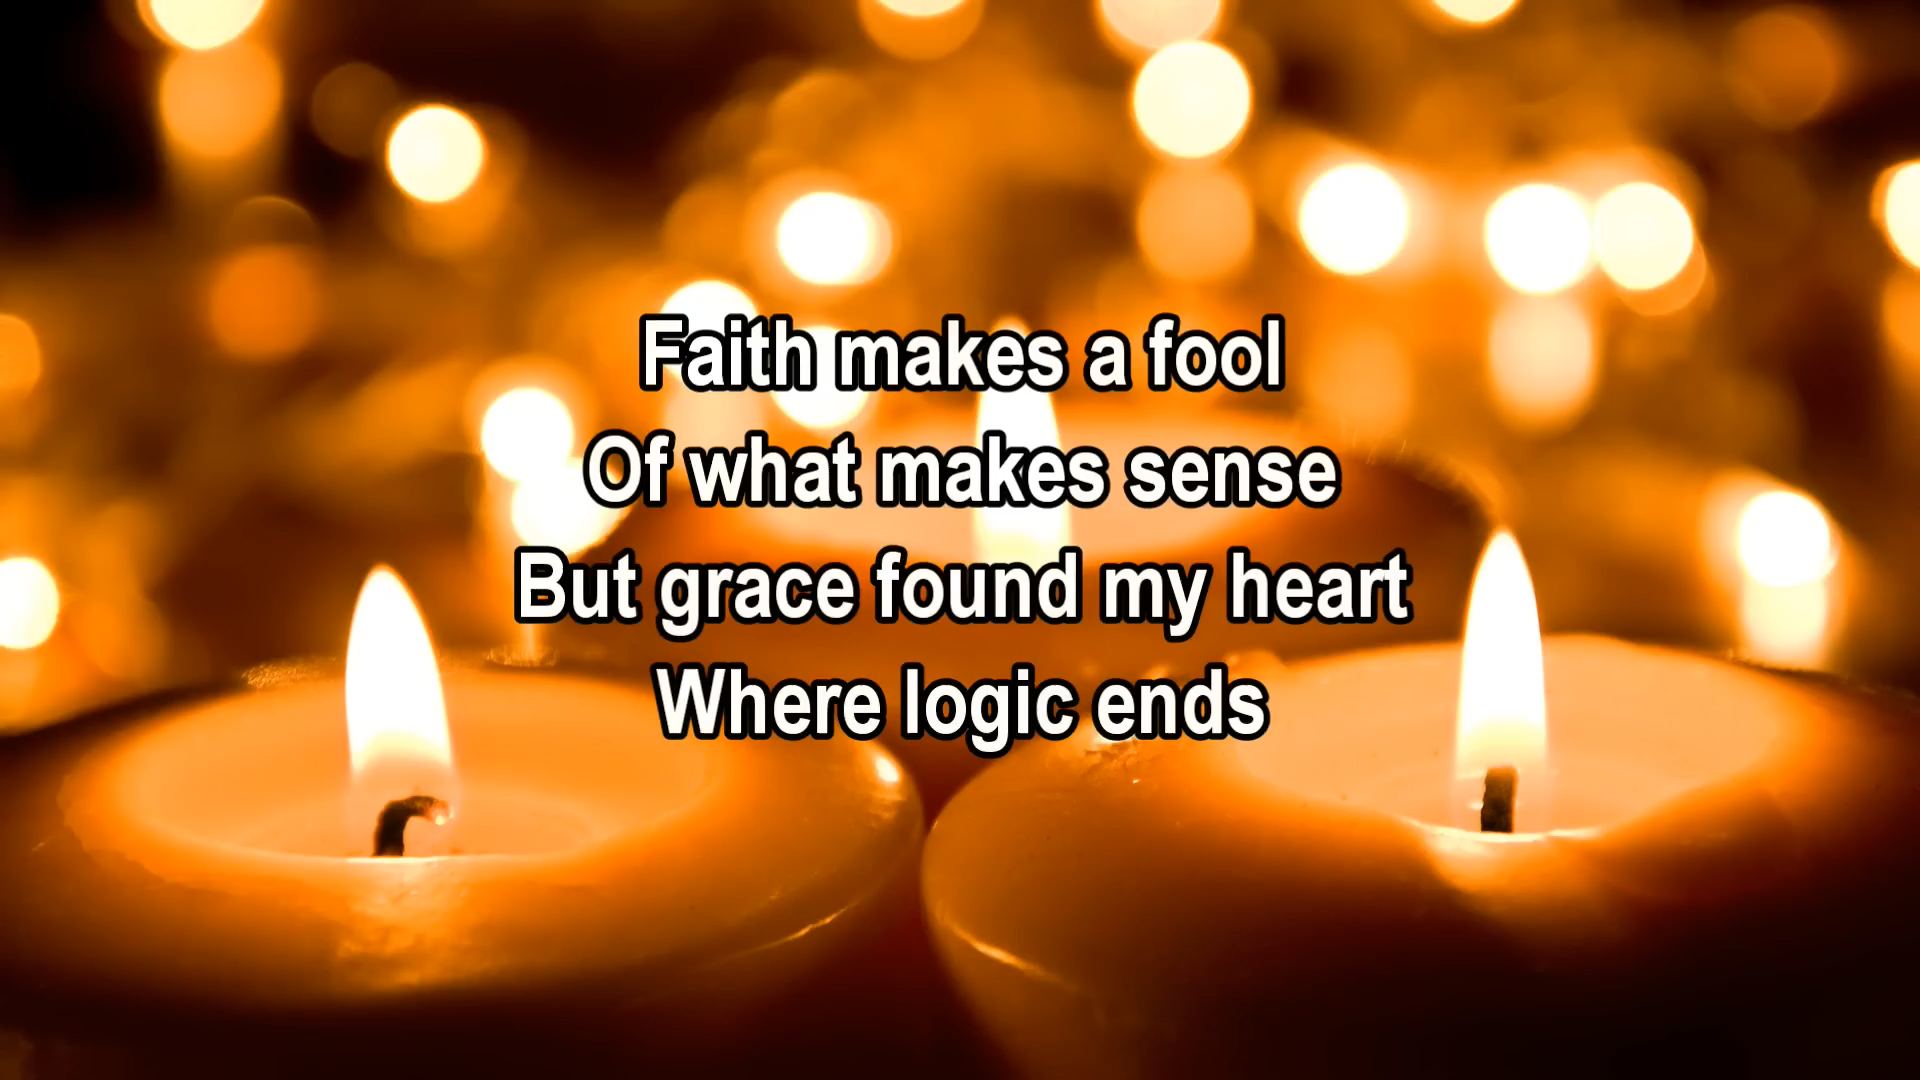 Faith makes a fool
Of what makes sense
But grace found my heart
Where logic ends